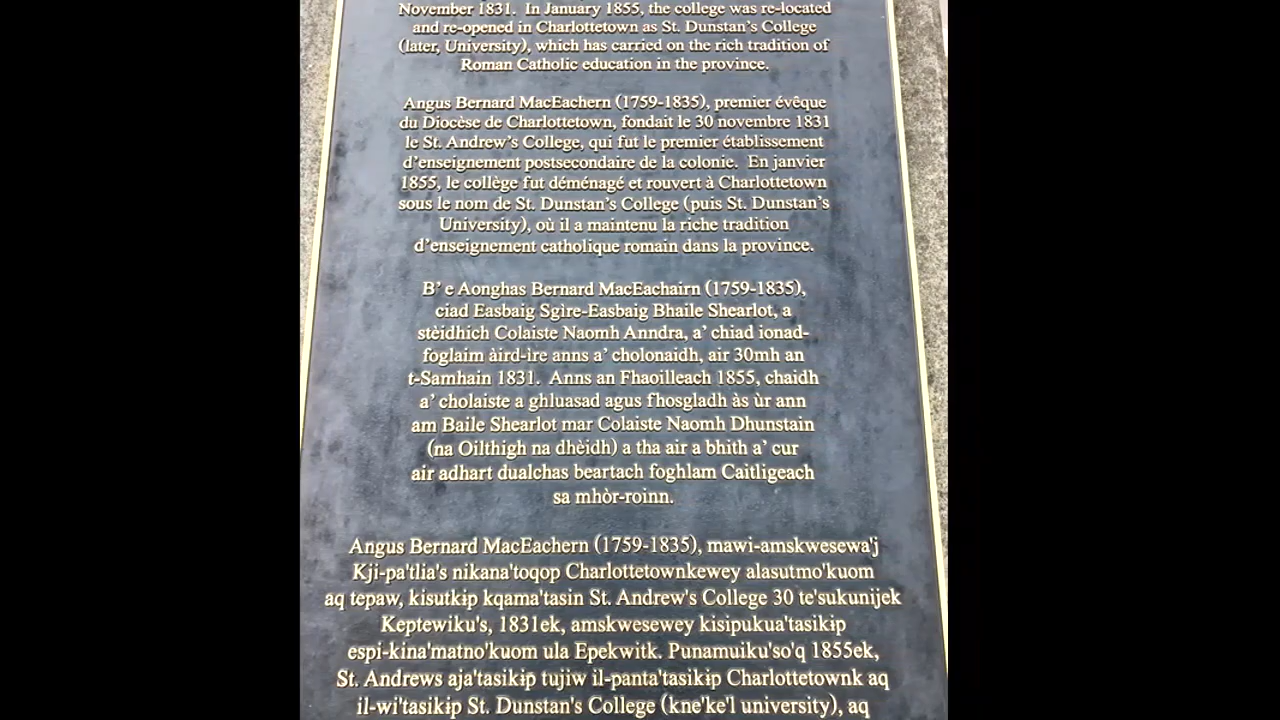 November 1831. In January 1855, the college was re-located
and re-opened in Charlottetown as St. Dunstan's College
(later, University), which has carried on the rich tradition of
Roman Catholic education in the province.
Angus Bernard MacEachern (1759-1835), premier évêque
du Diocèse de Charlottetown, fondait le 30 novembre 1831
le St. Andrew's College, qui fut le premier établissement
d'enseignement postsecondaire de la colonie. En janvier
1855, le collège fut déménagé et rouvert à Charlottetown
sous le nom de St. Dunstan's College (puis St. Dunstan's
University), où il a maintenu la riche tradition
d'enseignement catholique romain dans la province.
B' e Aonghas Bernard MacEachairn (1759-1835),
ciad Easbaig Sgìre-Easbaig Bhaile Shearlot, a
stèidhich Colaiste Naomh Anndra, a' chiad ionad-
foglaim àird-ìre anns a' cholonaidh, air 30mh an
t-Samhain 1831. Anns an Fhaoilleach 1855, chaidh
a' cholaiste a ghluasad agus fhosgladh às ùr ann
am Baile Shearlot mar Colaiste Naomh Dhunstain
(na Oilthigh na dhèidh) a tha air a bhith a' cur
air adhart dualchas beartach foghlam Caitligeach
sa mhòr-roinn.
Angus Bernard MacEachern (1759-1835), mawi-amskwesewa'j
Kji-pa'tlia's nikana'toqop Charlottetownkewey alasutmo'kuom
aq tepaw, kisutkɨp kqama'tasin St. Andrew's College 30 te'sukunijek
Keptewiku's, 1831ek, amskwesewey kisipukua'tasikɨp
espi-kina'matno'kuom ula Epekwitk. Punamuiku'so'q 1855ek,
St. Andrews aja'tasikɨp tujiw il-panta'tasikɨp Charlottetownk aq
il-wi'tasikɨp St. Dunstan's College (kne'ke'l university), aq